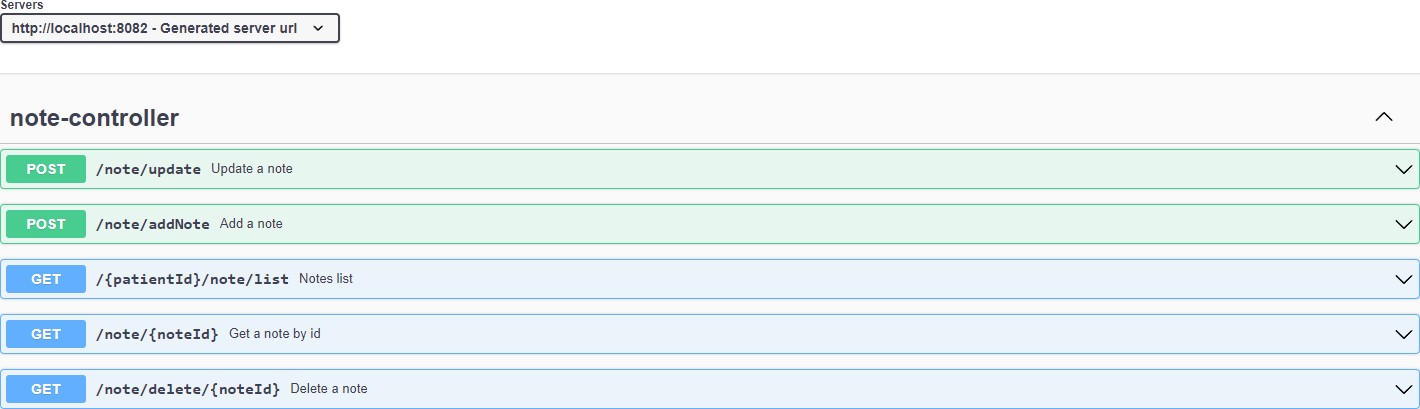 Servers
http://localhost:8082 - Generated server url
note-controller
POST /note/update Update a note
POST /note/addNote Add a note
GET /{patientId}/note/list Notes list
GET /note/{noteId} Get a note by id
GET /note/delete/{noteId} Delete a note